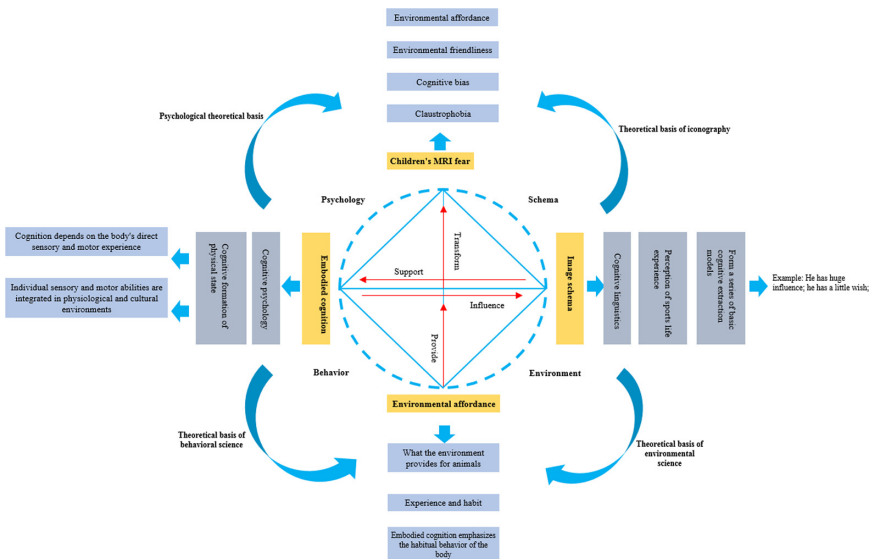 Environmental affordance
Environmental friendliness
Cognitive bias
Claustrophobia
Children's MRI fear
Psychological theoretical basis
Theoretical basis of iconography
Psychology
Schema
Cognition depends on the body's direct
sensory and motor experience
Individual sensory and motor abilities are
integrated in physiological and cultural
environments
Cognitive formation of
physical state
Cognitive psychology
Embodied cognition
Support
Transform
Influence
Provide
Image schema
Cognitive linguistics
Perception of sports life
experience
Form a series of basic
cognitive extraction
models
Example: He has huge
influence; he has a little wish;
Behavior
Environment
Environmental affordance
Theoretical basis of
behavioral science
Theoretical basis of
environmental
science
What the environment
provides for animals
Experience and habit
Embodied cognition emphasizes
the habitual behavior of the
body